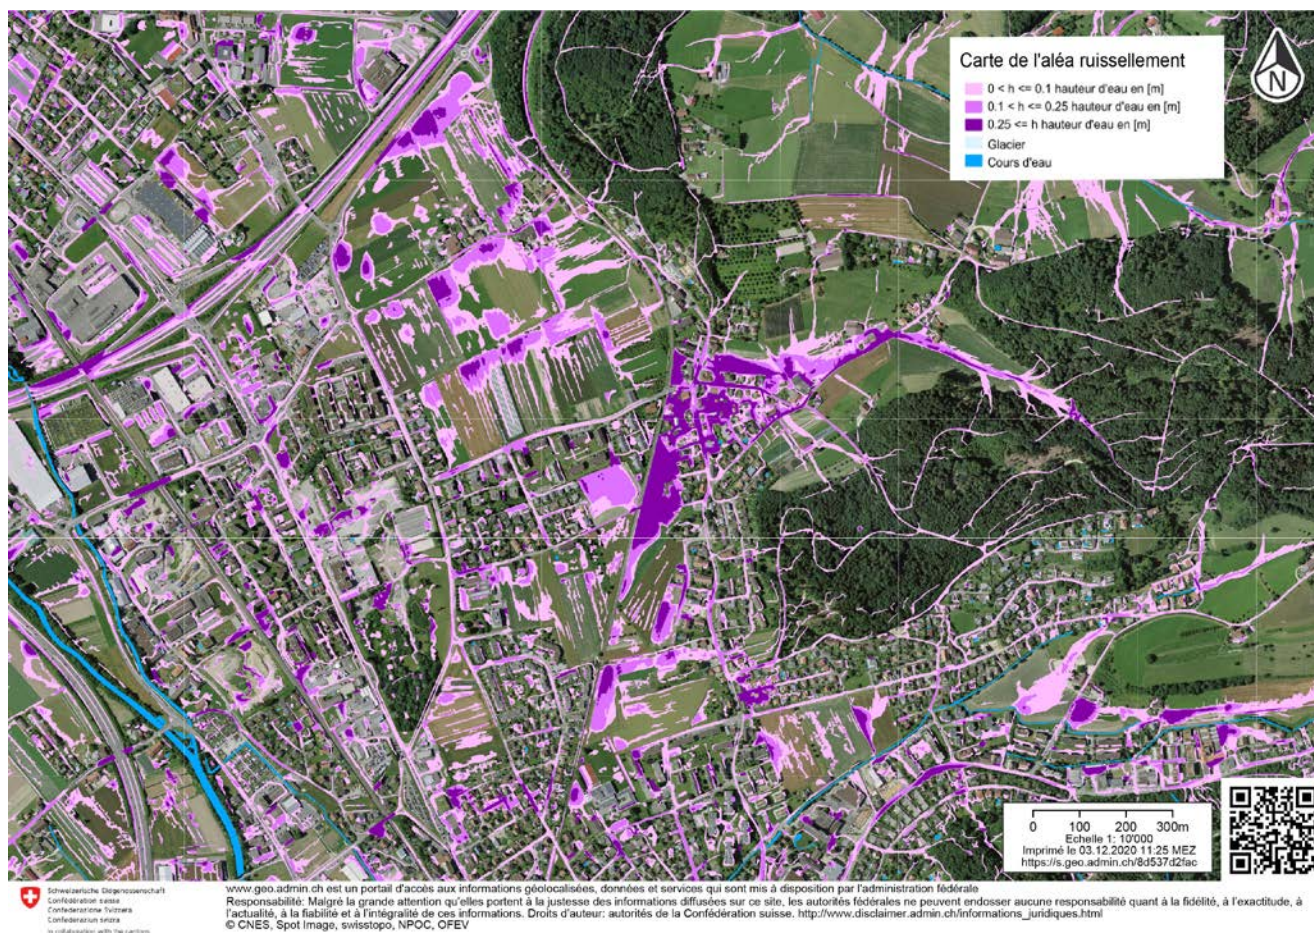 Carte de l'aléa ruissellement
0 < h <= 0.1 hauteur d'eau en [m]
0.1 < h <= 0.25 hauteur d'eau en [m]
0.25 <= h hauteur d'eau en [m]
Glacier
Cours d'eau
N
0 100 200 300m
Echelle 1: 10'000
Imprimé le 03.12.2020 11:25 MEZ
https://s.geo.admin.ch/8d537d2fac
Schweizerische Eidgenossenschaft
Confédération suisse
Confederazione Svizzera
Confederaziun svizra
In collaboration with the cantons
www.geo.admin.ch est un portail d'accès aux informations géolocalisées, données et services qui sont mis à disposition par l'administration fédérale
Responsabilité: Malgré la grande attention qu'elles portent à la justesse des informations diffusées sur ce site, les autorités fédérales ne peuvent endosser aucune responsabilité quant à la fidélité, à l'exactitude, à
l'actualité, à la fiabilité et à l'intégralité de ces informations. Droits d'auteur: autorités de la Confédération suisse. http://www.disclaimer.admin.ch/informations_juridiques.html
© CNES, Spot Image, swisstopo, NPOC, OFEV